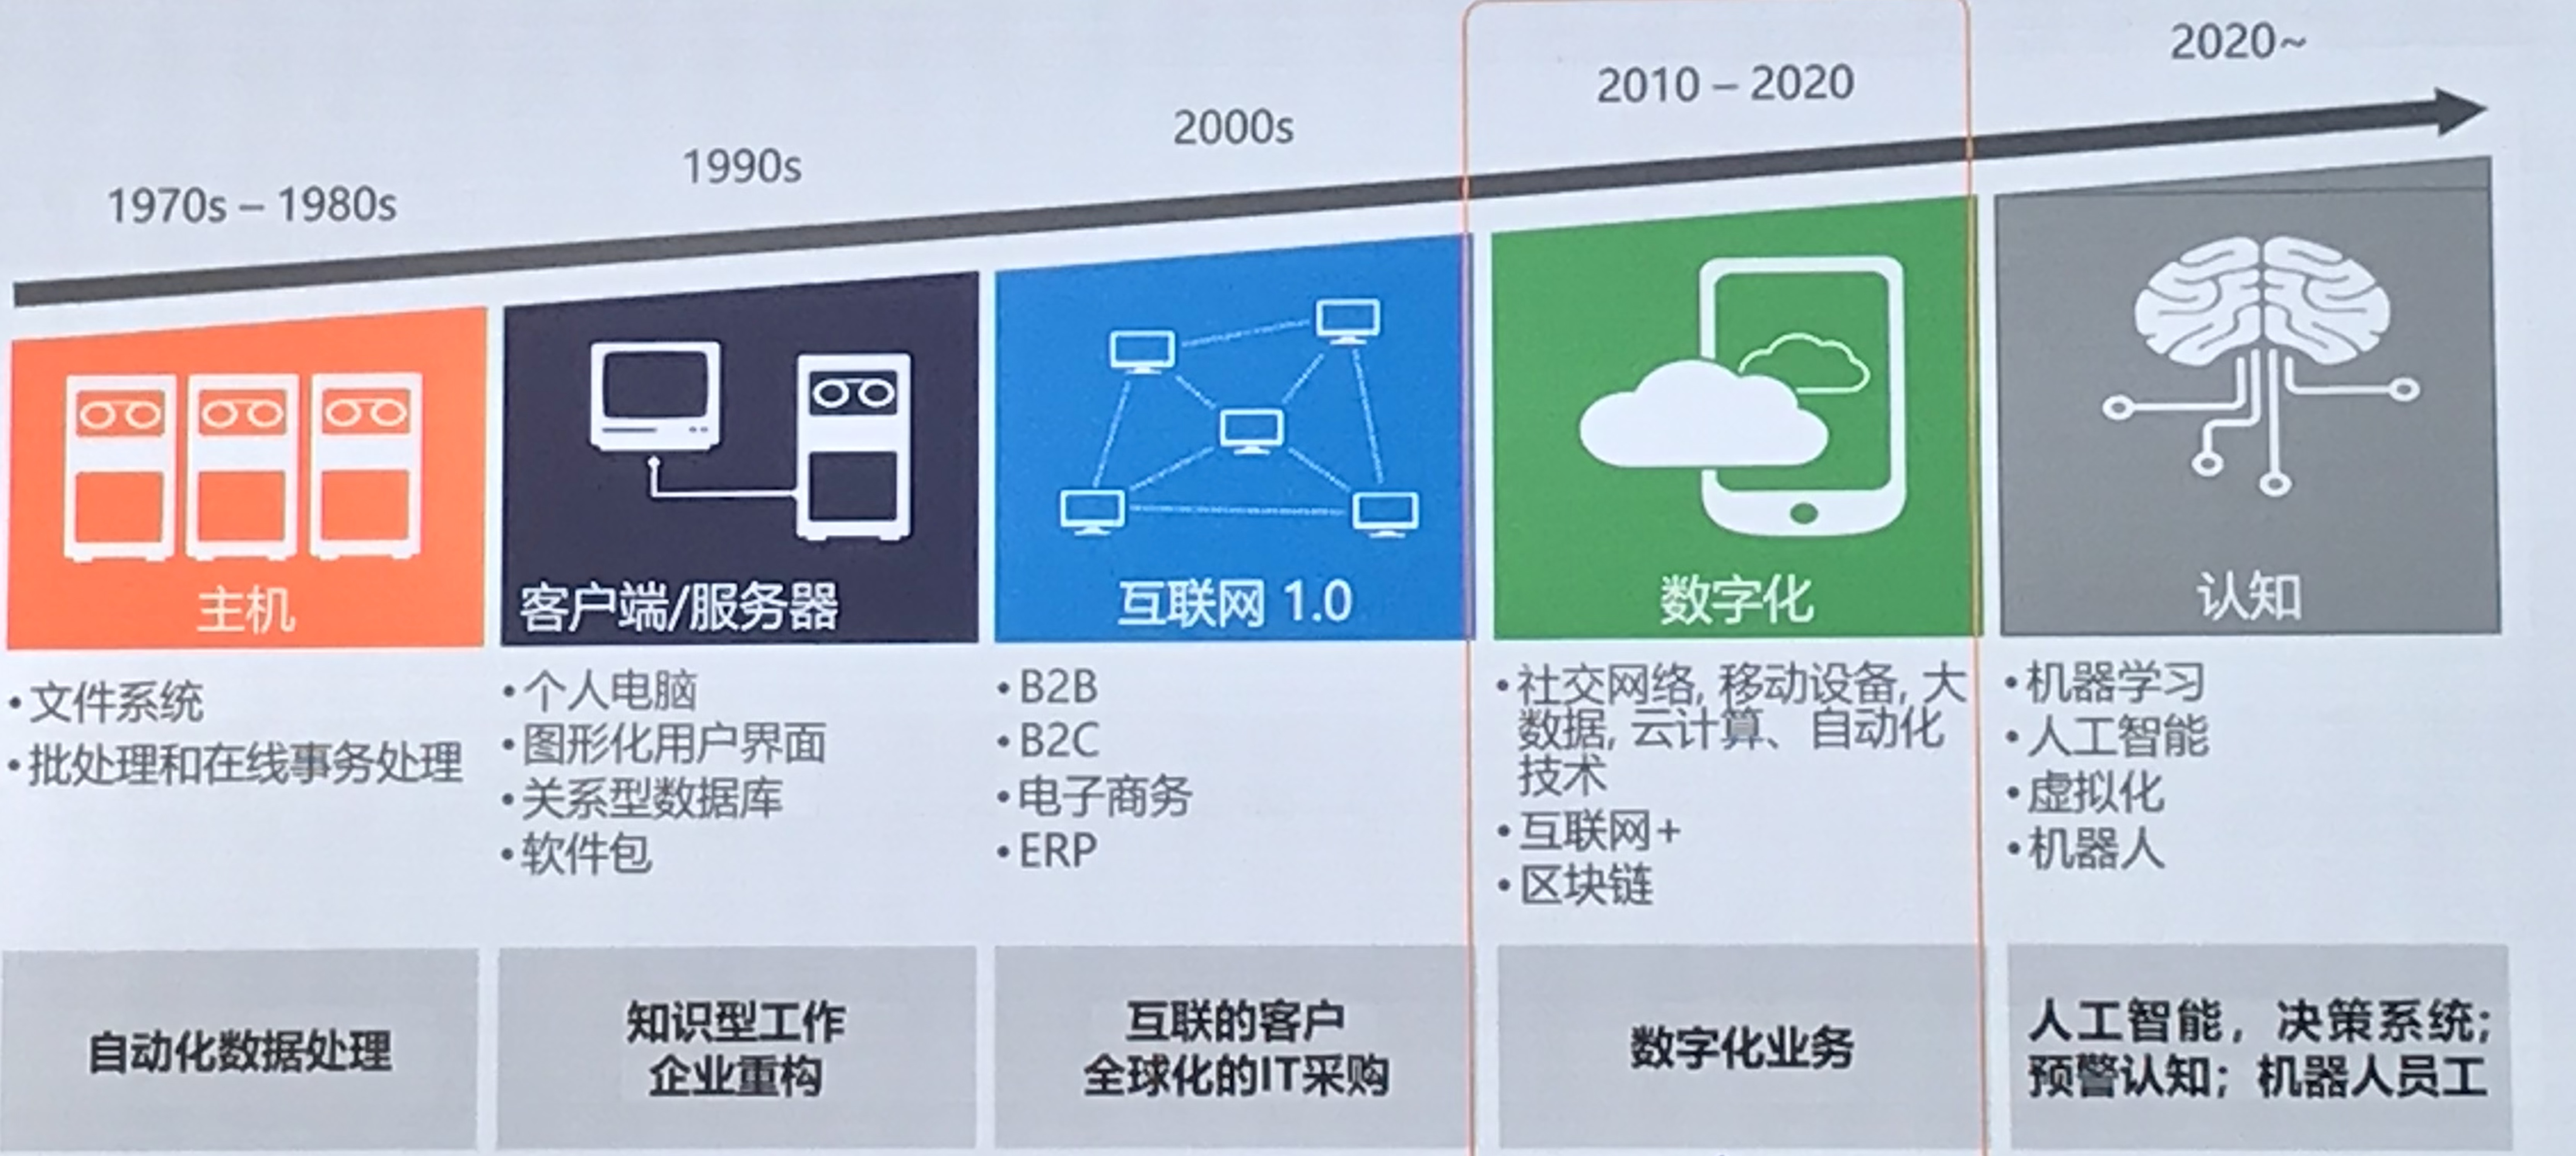 1970s – 1980s
1990s
2000s
2010 – 2020
2020~
主机
客户端/服务器
互联网 1.0
数字化
认知
•文件系统
•批处理和在线事务处理
•个人电脑
•图形化用户界面
•关系型数据库
•软件包
•B2B
•B2C
•电子商务
•ERP
•社交网络, 移动设备, 大
数据, 云计算、自动化
技术
•互联网+
•区块链
•机器学习
•人工智能
•虚拟化
•机器人
自动化数据处理
知识型工作
企业重构
互联的客户
全球化的IT采购
数字化业务
人工智能，决策系统;
预警认知；机器人员工